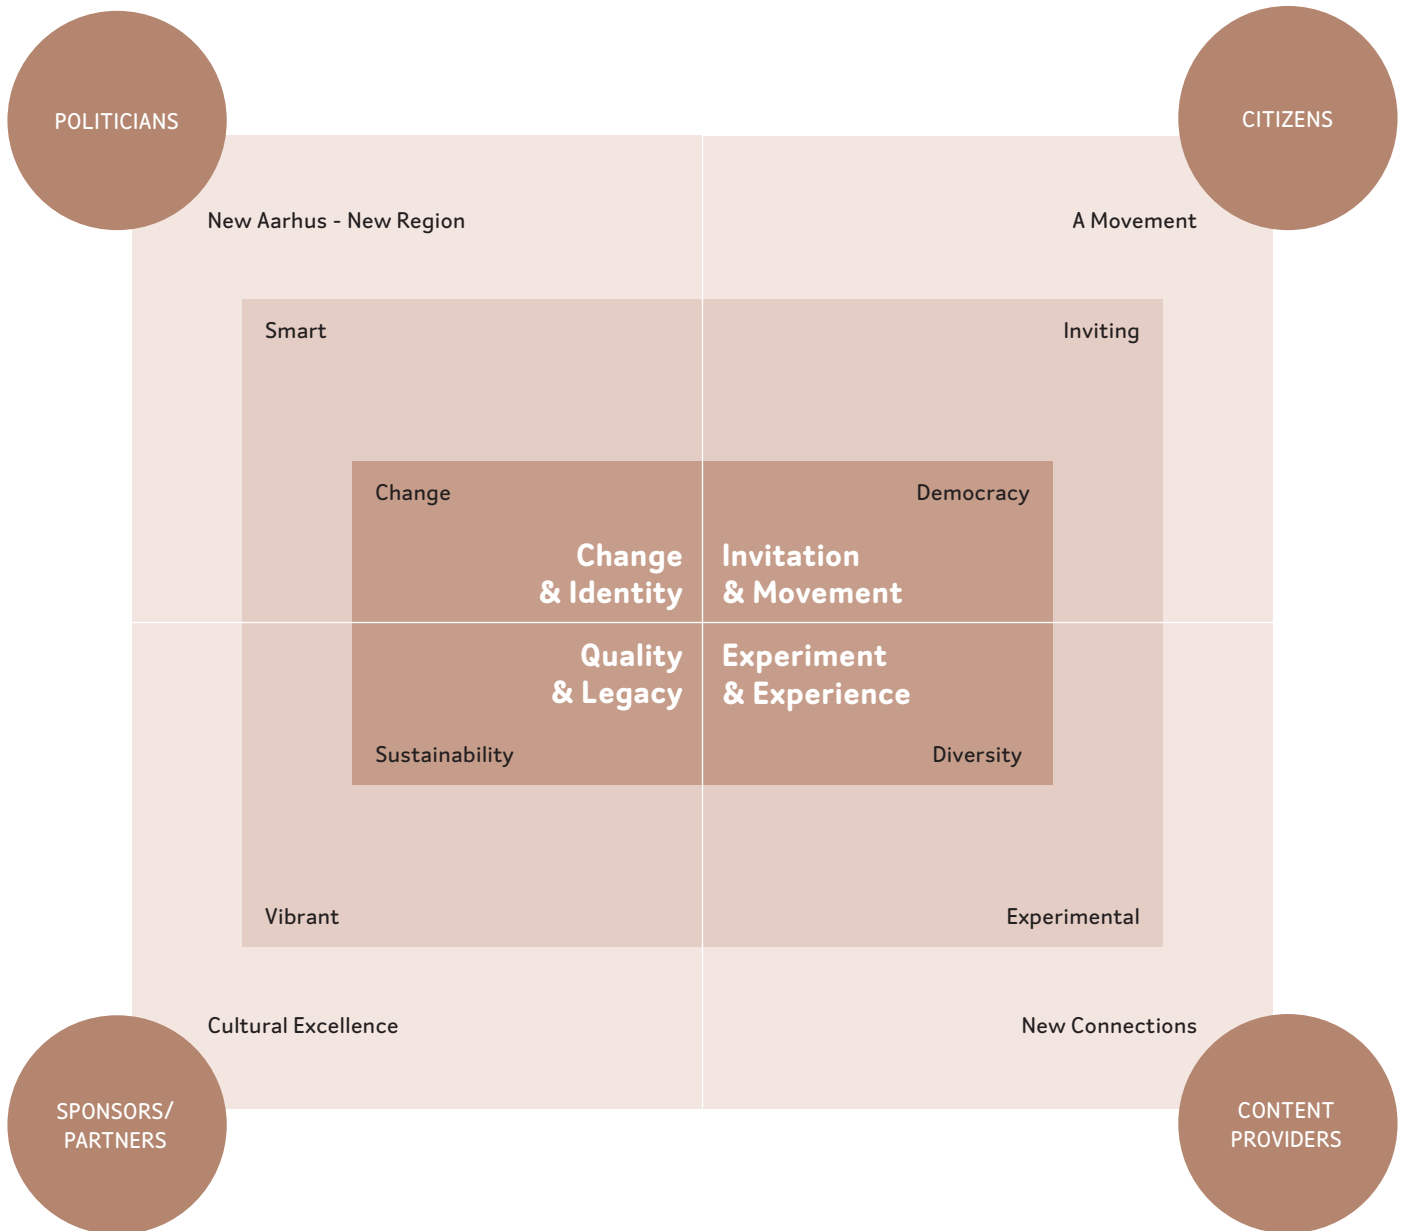 POLITICIANS
CITIZENS
New Aarhus - New Region
A Movement
Smart
Inviting
Change
Democracy
Change
& Identity
Invitation
& Movement
Quality
& Legacy
Experiment
& Experience
Sustainability
Diversity
Vibrant
Experimental
Cultural Excellence
New Connections
SPONSORS/
PARTNERS
CONTENT
PROVIDERS